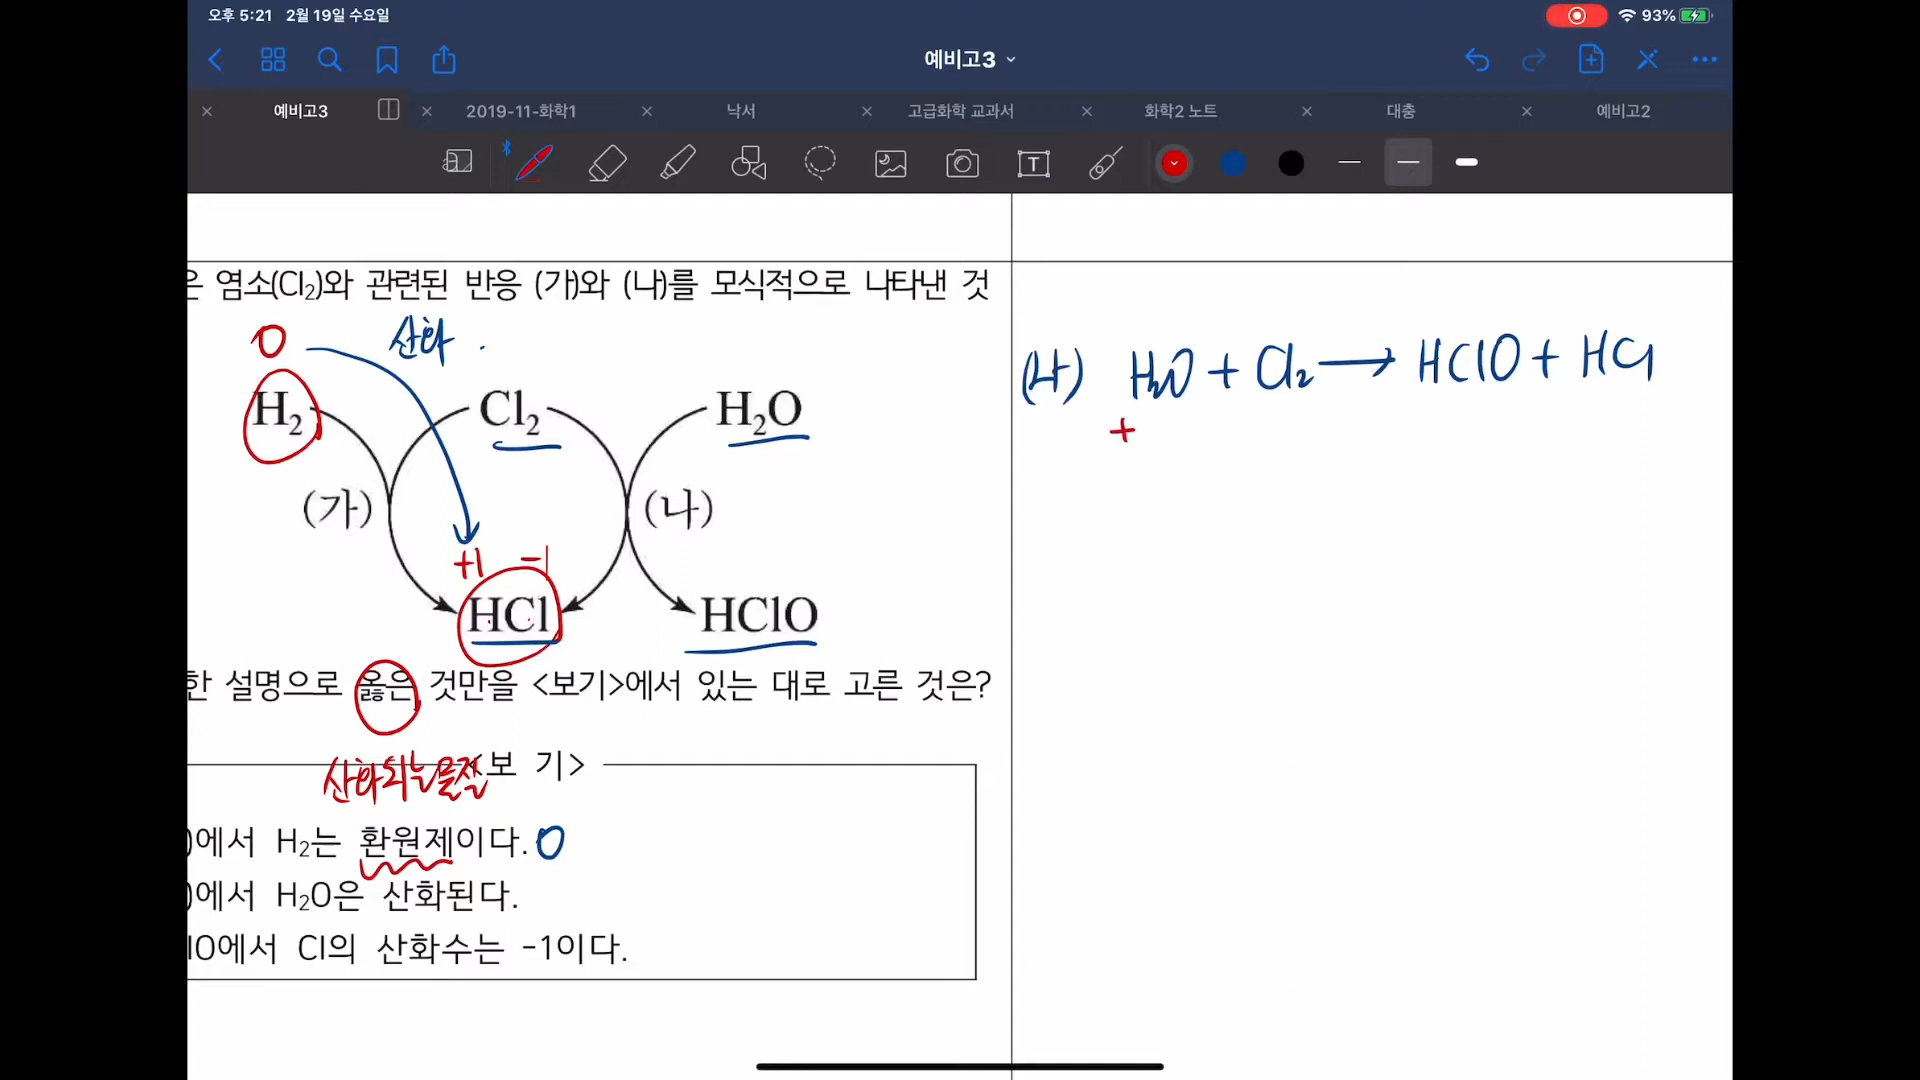 오후 5:21 2월 19일 수요일
93%
예비고3
예비고3 2019-11-화학1 낙서 고급화학 교과서 화학2 노트 대충 예비고2
T
은 염소(Cl₂)와 관련된 반응 (가)와 (나)를 모식적으로 나타낸 것
0 산화.
H₂ Cl₂ H₂O
(가) (나)
+1 -1
HCl HClO
한 설명으로 옳은 것만을 <보기>에서 있는 대로 고른 것은?
산화되는 물질
<보 기>
)에서 H₂는 환원제이다. O
)에서 H₂O은 산화된다.
lO에서 Cl의 산화수는 -1이다.
(나) H₂O + Cl₂ → HClO + HCl
+